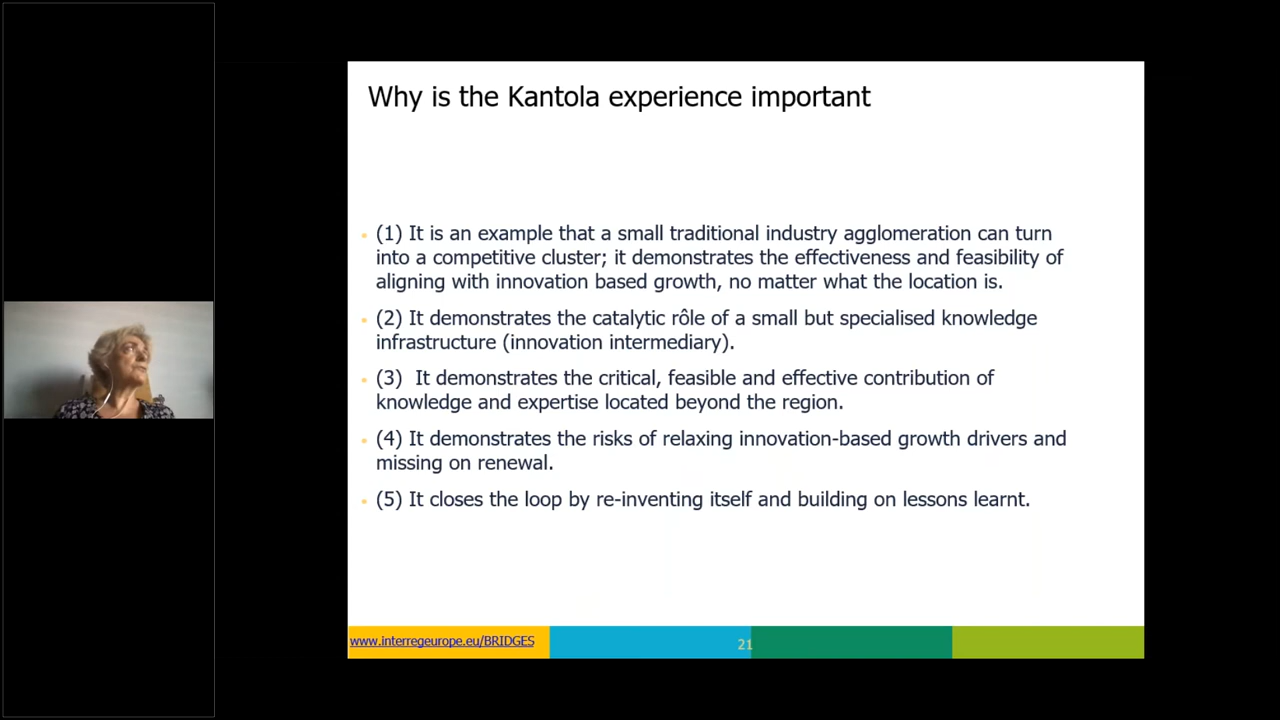 Why is the Kantola experience important
(1) It is an example that a small traditional industry agglomeration can turn
into a competitive cluster; it demonstrates the effectiveness and feasibility of
aligning with innovation based growth, no matter what the location is.
(2) It demonstrates the catalytic rôle of a small but specialised knowledge
infrastructure (innovation intermediary).
(3)  It demonstrates the critical, feasible and effective contribution of
knowledge and expertise located beyond the region.
(4) It demonstrates the risks of relaxing innovation-based growth drivers and
missing on renewal.
(5) It closes the loop by re-inventing itself and building on lessons learnt.
www.interregeurope.eu/BRIDGES
21